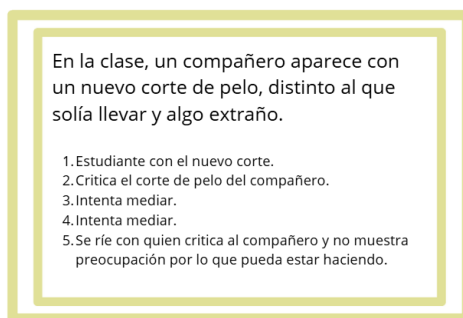 En la clase, un compañero aparece con
un nuevo corte de pelo, distinto al que
solía llevar y algo extraño.
1. Estudiante con el nuevo corte.
2. Critica el corte de pelo del compañero.
3. Intenta mediar.
4. Intenta mediar.
5. Se ríe con quien critica al compañero y no muestra
preocupación por lo que pueda estar haciendo.